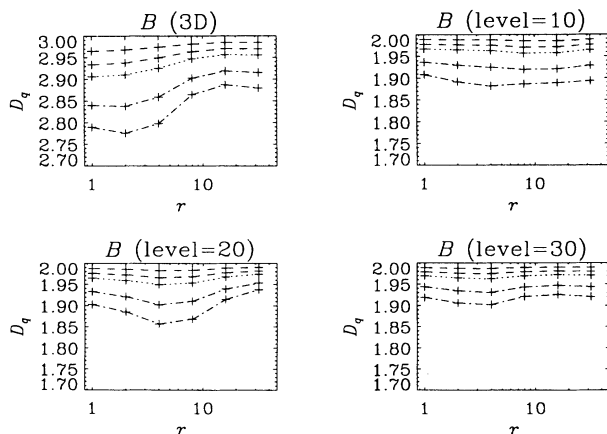 B (3D)
3.00
2.95
2.90
2.85
2.80
2.75
2.70
D_q
1 10
r
B (level=10)
2.00
1.95
1.90
1.85
1.80
1.75
1.70
D_q
1 10
r
B (level=20)
2.00
1.95
1.90
1.85
1.80
1.75
1.70
D_q
1 10
r
B (level=30)
2.00
1.95
1.90
1.85
1.80
1.75
1.70
D_q
1 10
r